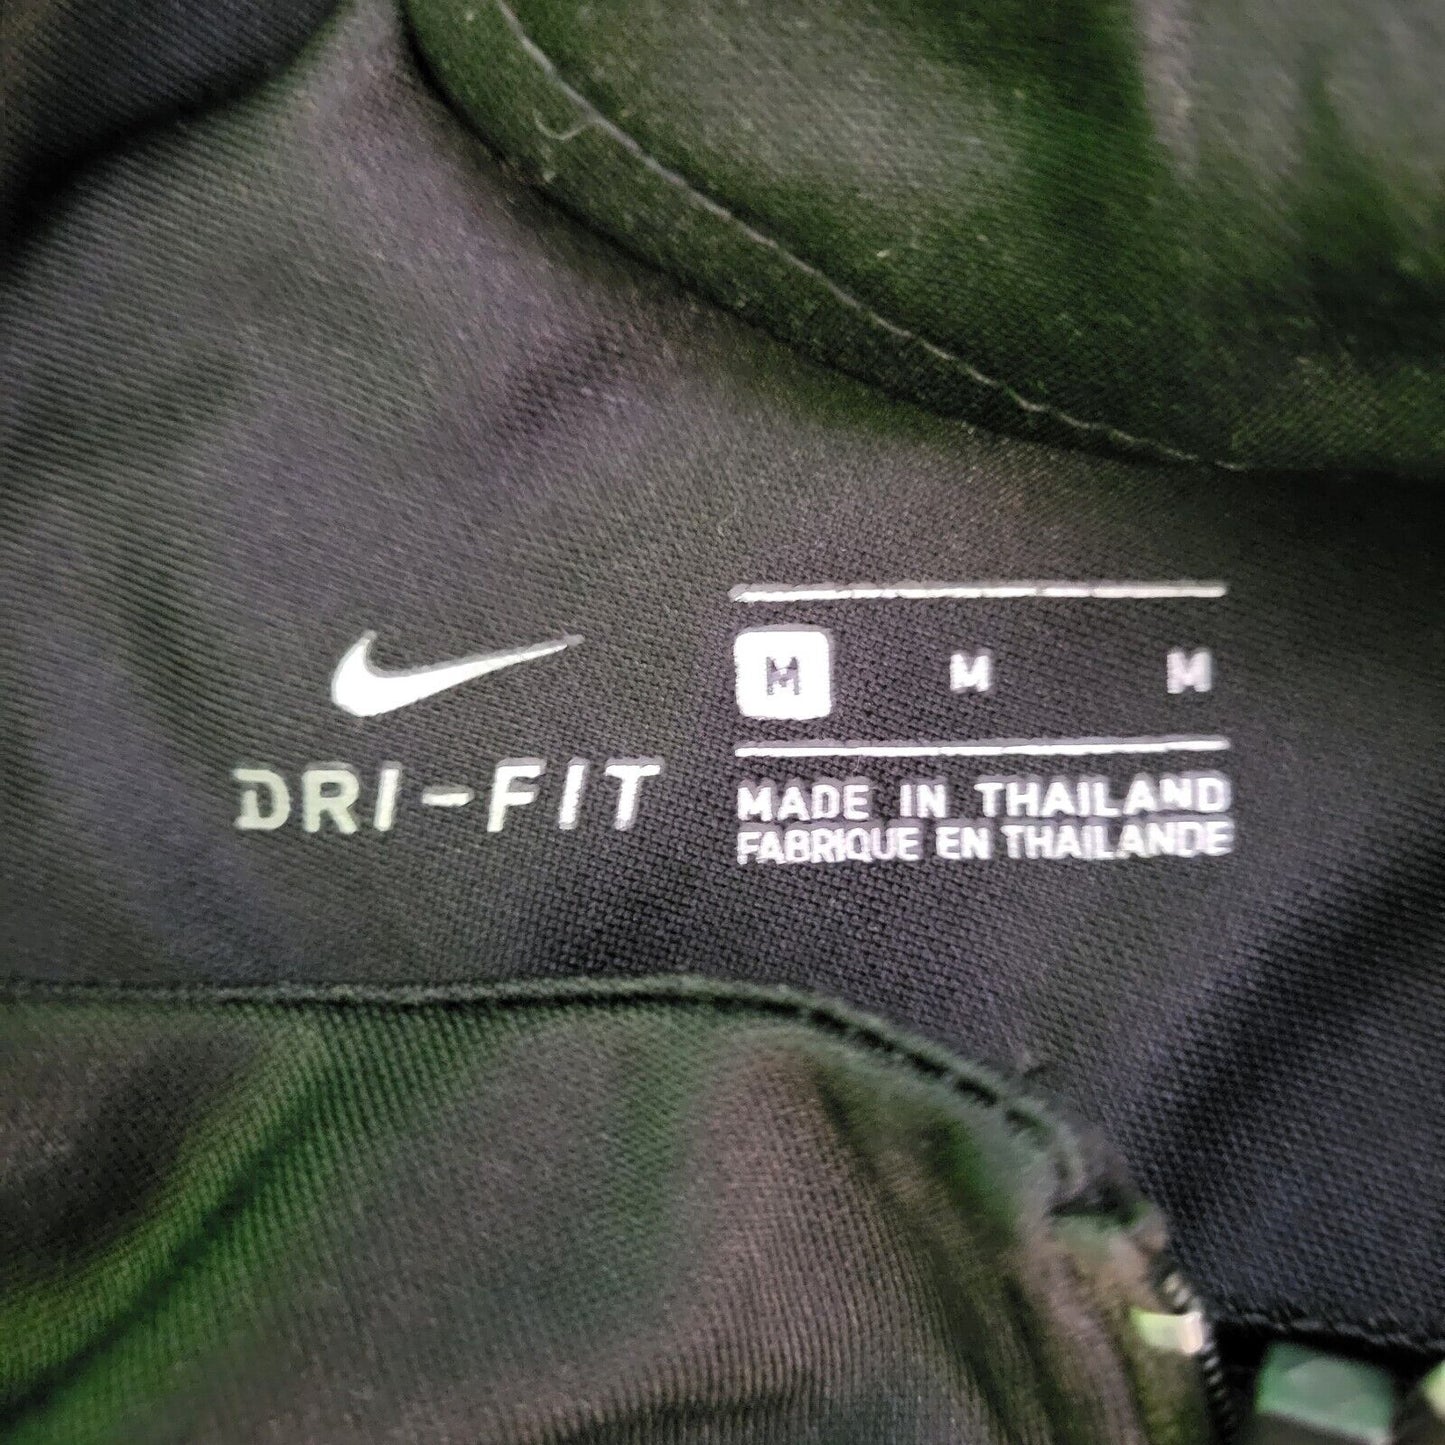 DRI-FIT
M M M
MADE IN THAILAND
FABRIQUE EN THAILANDE